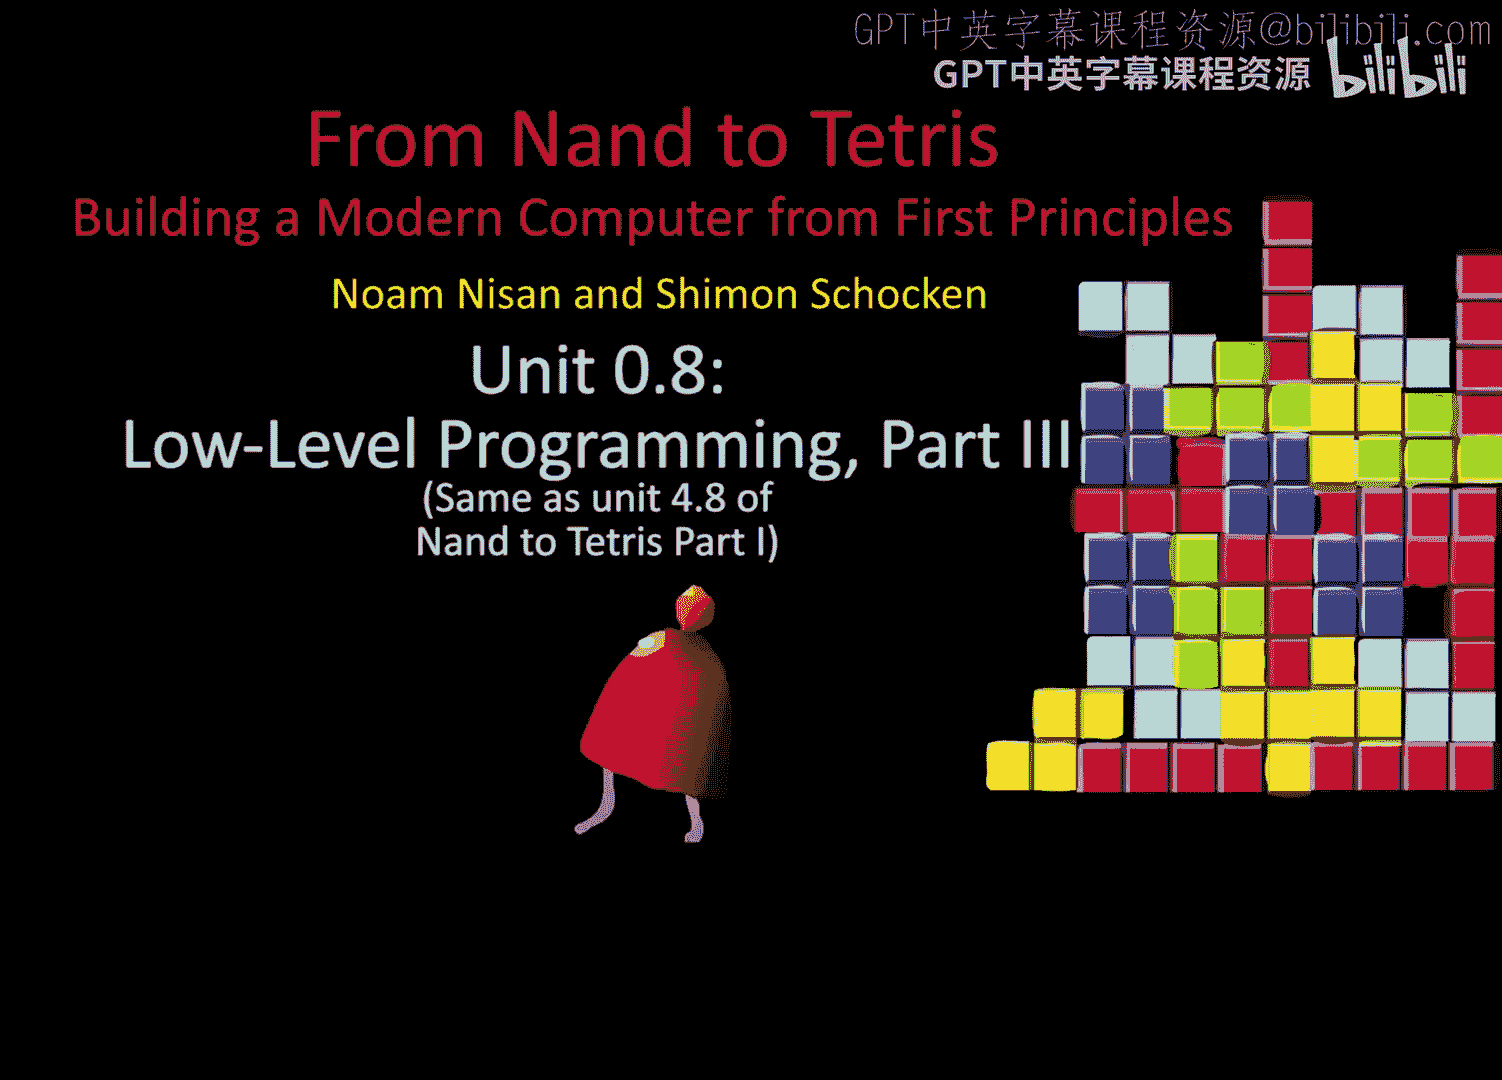 GPT中英字幕课程资源@bilibili.com
GPT中英字幕课程资源 bilibili
From Nand to Tetris
Building a Modern Computer from First Principles
Noam Nisan and Shimon Schocken
Unit 0.8:
Low-Level Programming, Part III
(Same as unit 4.8 of
Nand to Tetris Part I)